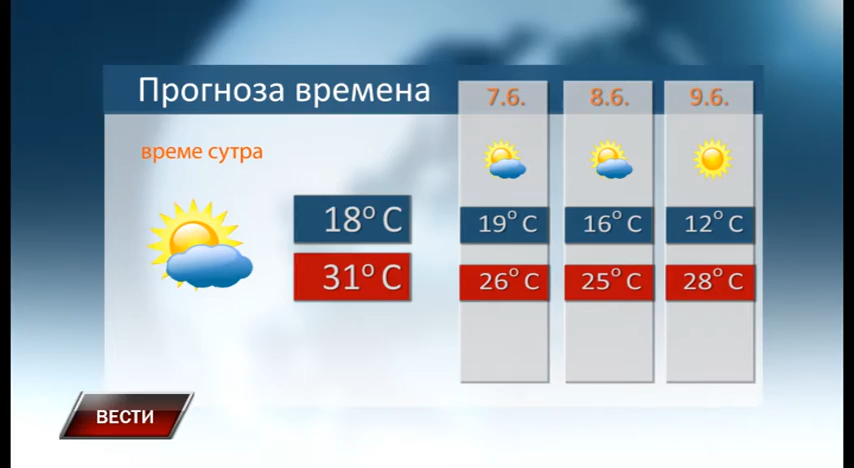 Прогноза времена
време сутра
18° C
31° C
7.6.
19° C
26° C
8.6.
16° C
25° C
9.6.
12° C
28° C
ВЕСТИ